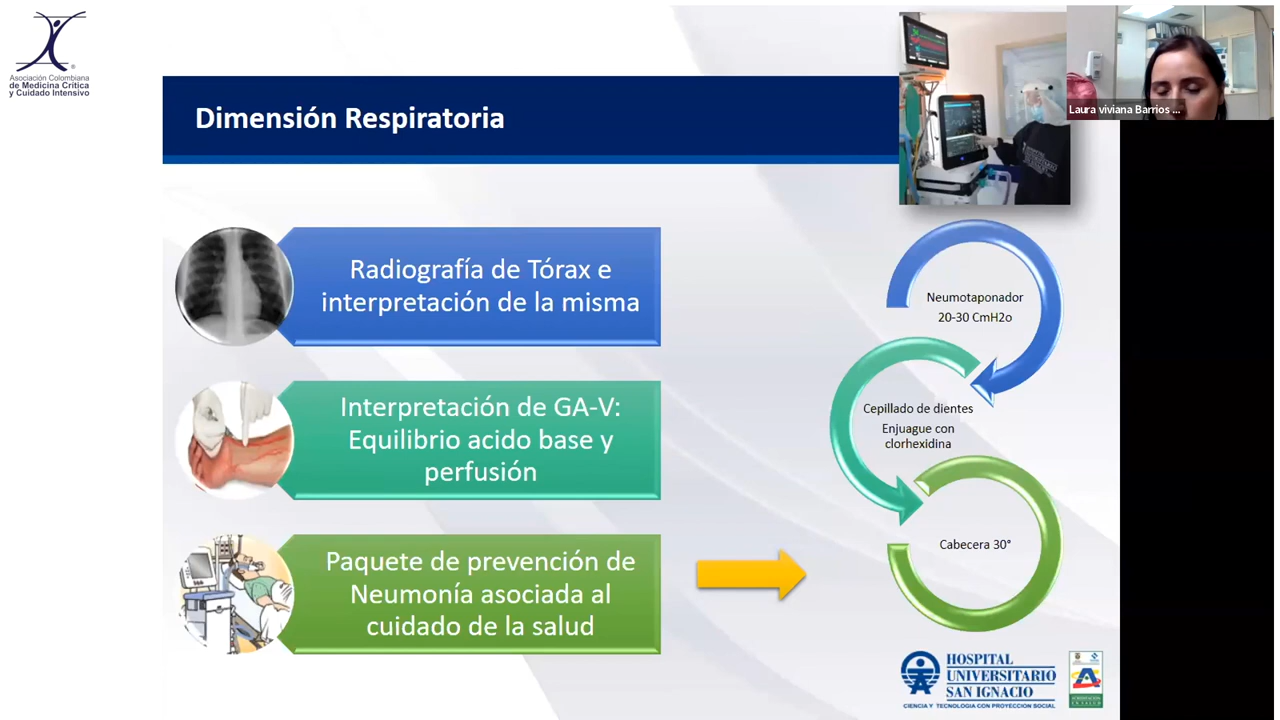 Asociación Colombiana
de Medicina Crítica
y Cuidado Intensivo
Dimensión Respiratoria
Laura viviana Barrios ...
Radiografía de Tórax e
interpretación de la misma
Interpretación de GA-V:
Equilibrio acido base y
perfusión
Paquete de prevención de
Neumonía asociada al
cuidado de la salud
Neumotaponador
20-30 CmH2o
Cepillado de dientes
Enjuague con
clorhexidina
Cabecera 30°
HOSPITAL
UNIVERSITARIO
SAN IGNACIO
CIENCIA Y TECNOLOGIA CON PROYECCIÓN SOCIAL